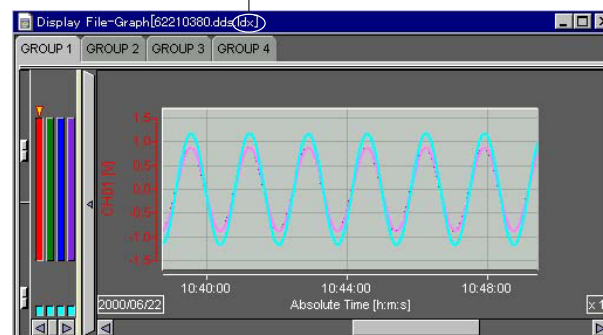 Display File-Graph[62210380.dds(Idx)]
GROUP 1 GROUP 2 GROUP 3 GROUP 4
1.5
1.0
0.5
0.0
-0.5
-1.0
-1.5
CH01 [V]
10:40:00 10:44:00 10:48:00
2000/06/22 Absolute Time [h:m:s] x 1